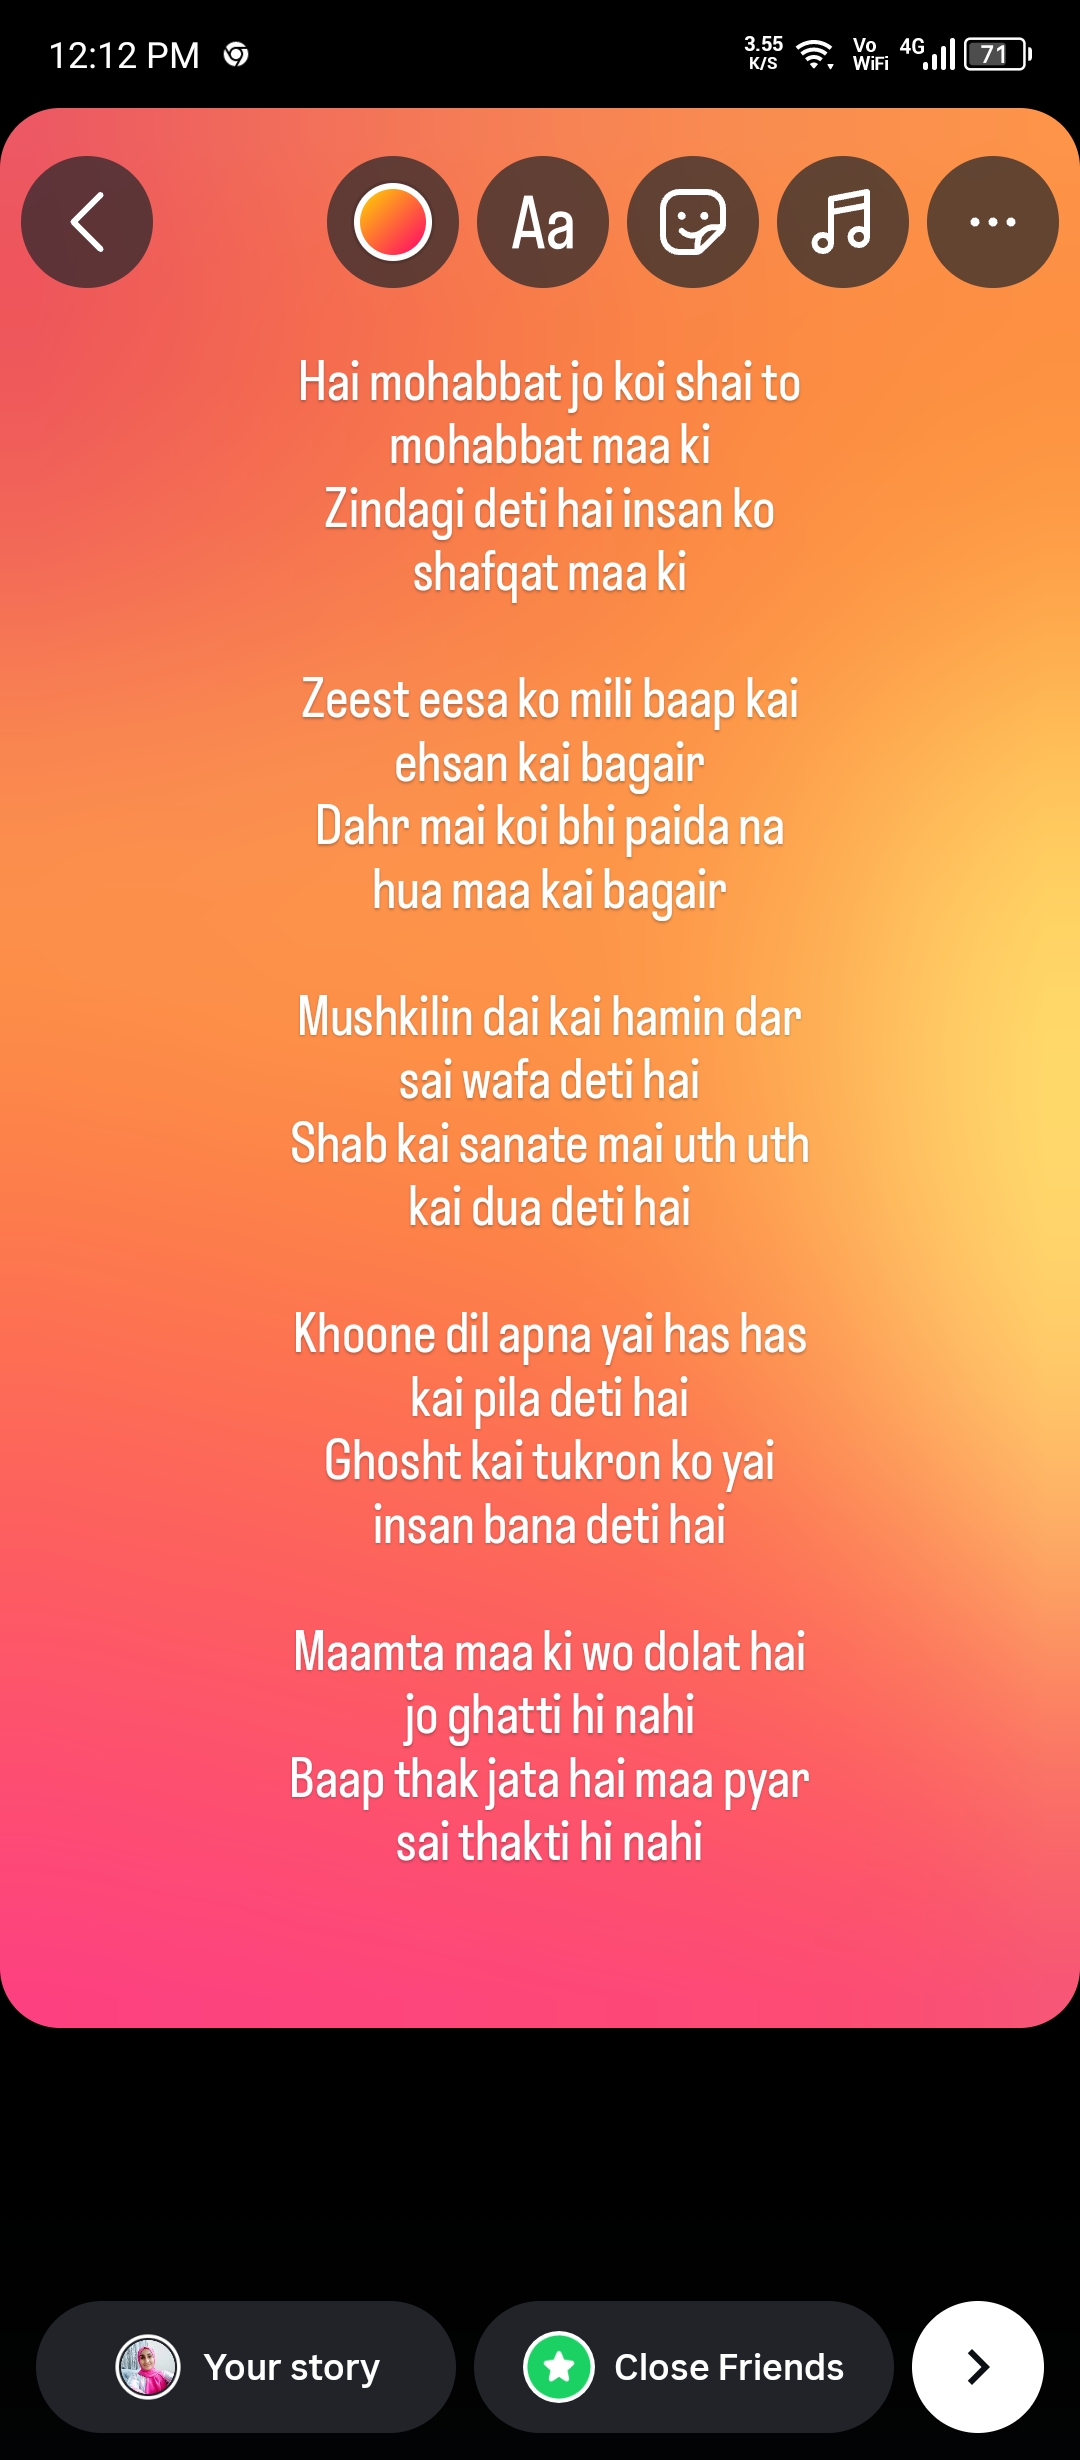 12:12 PM
3.55 K/S
Vo WiFi
4G
71
Aa
Hai mohabbat jo koi shai to
mohabbat maa ki
Zindagi deti hai insan ko
shafqat maa ki
Zeest eesa ko mili baap kai
ehsan kai bagair
Dahr mai koi bhi paida na
hua maa kai bagair
Mushkilin dai kai hamin dar
sai wafa deti hai
Shab kai sanate mai uth uth
kai dua deti hai
Khoone dil apna yai has has
kai pila deti hai
Ghosht kai tukron ko yai
insan bana deti hai
Maamta maa ki wo dolat hai
jo ghatti hi nahi
Baap thak jata hai maa pyar
sai thakti hi nahi
Your story
Close Friends